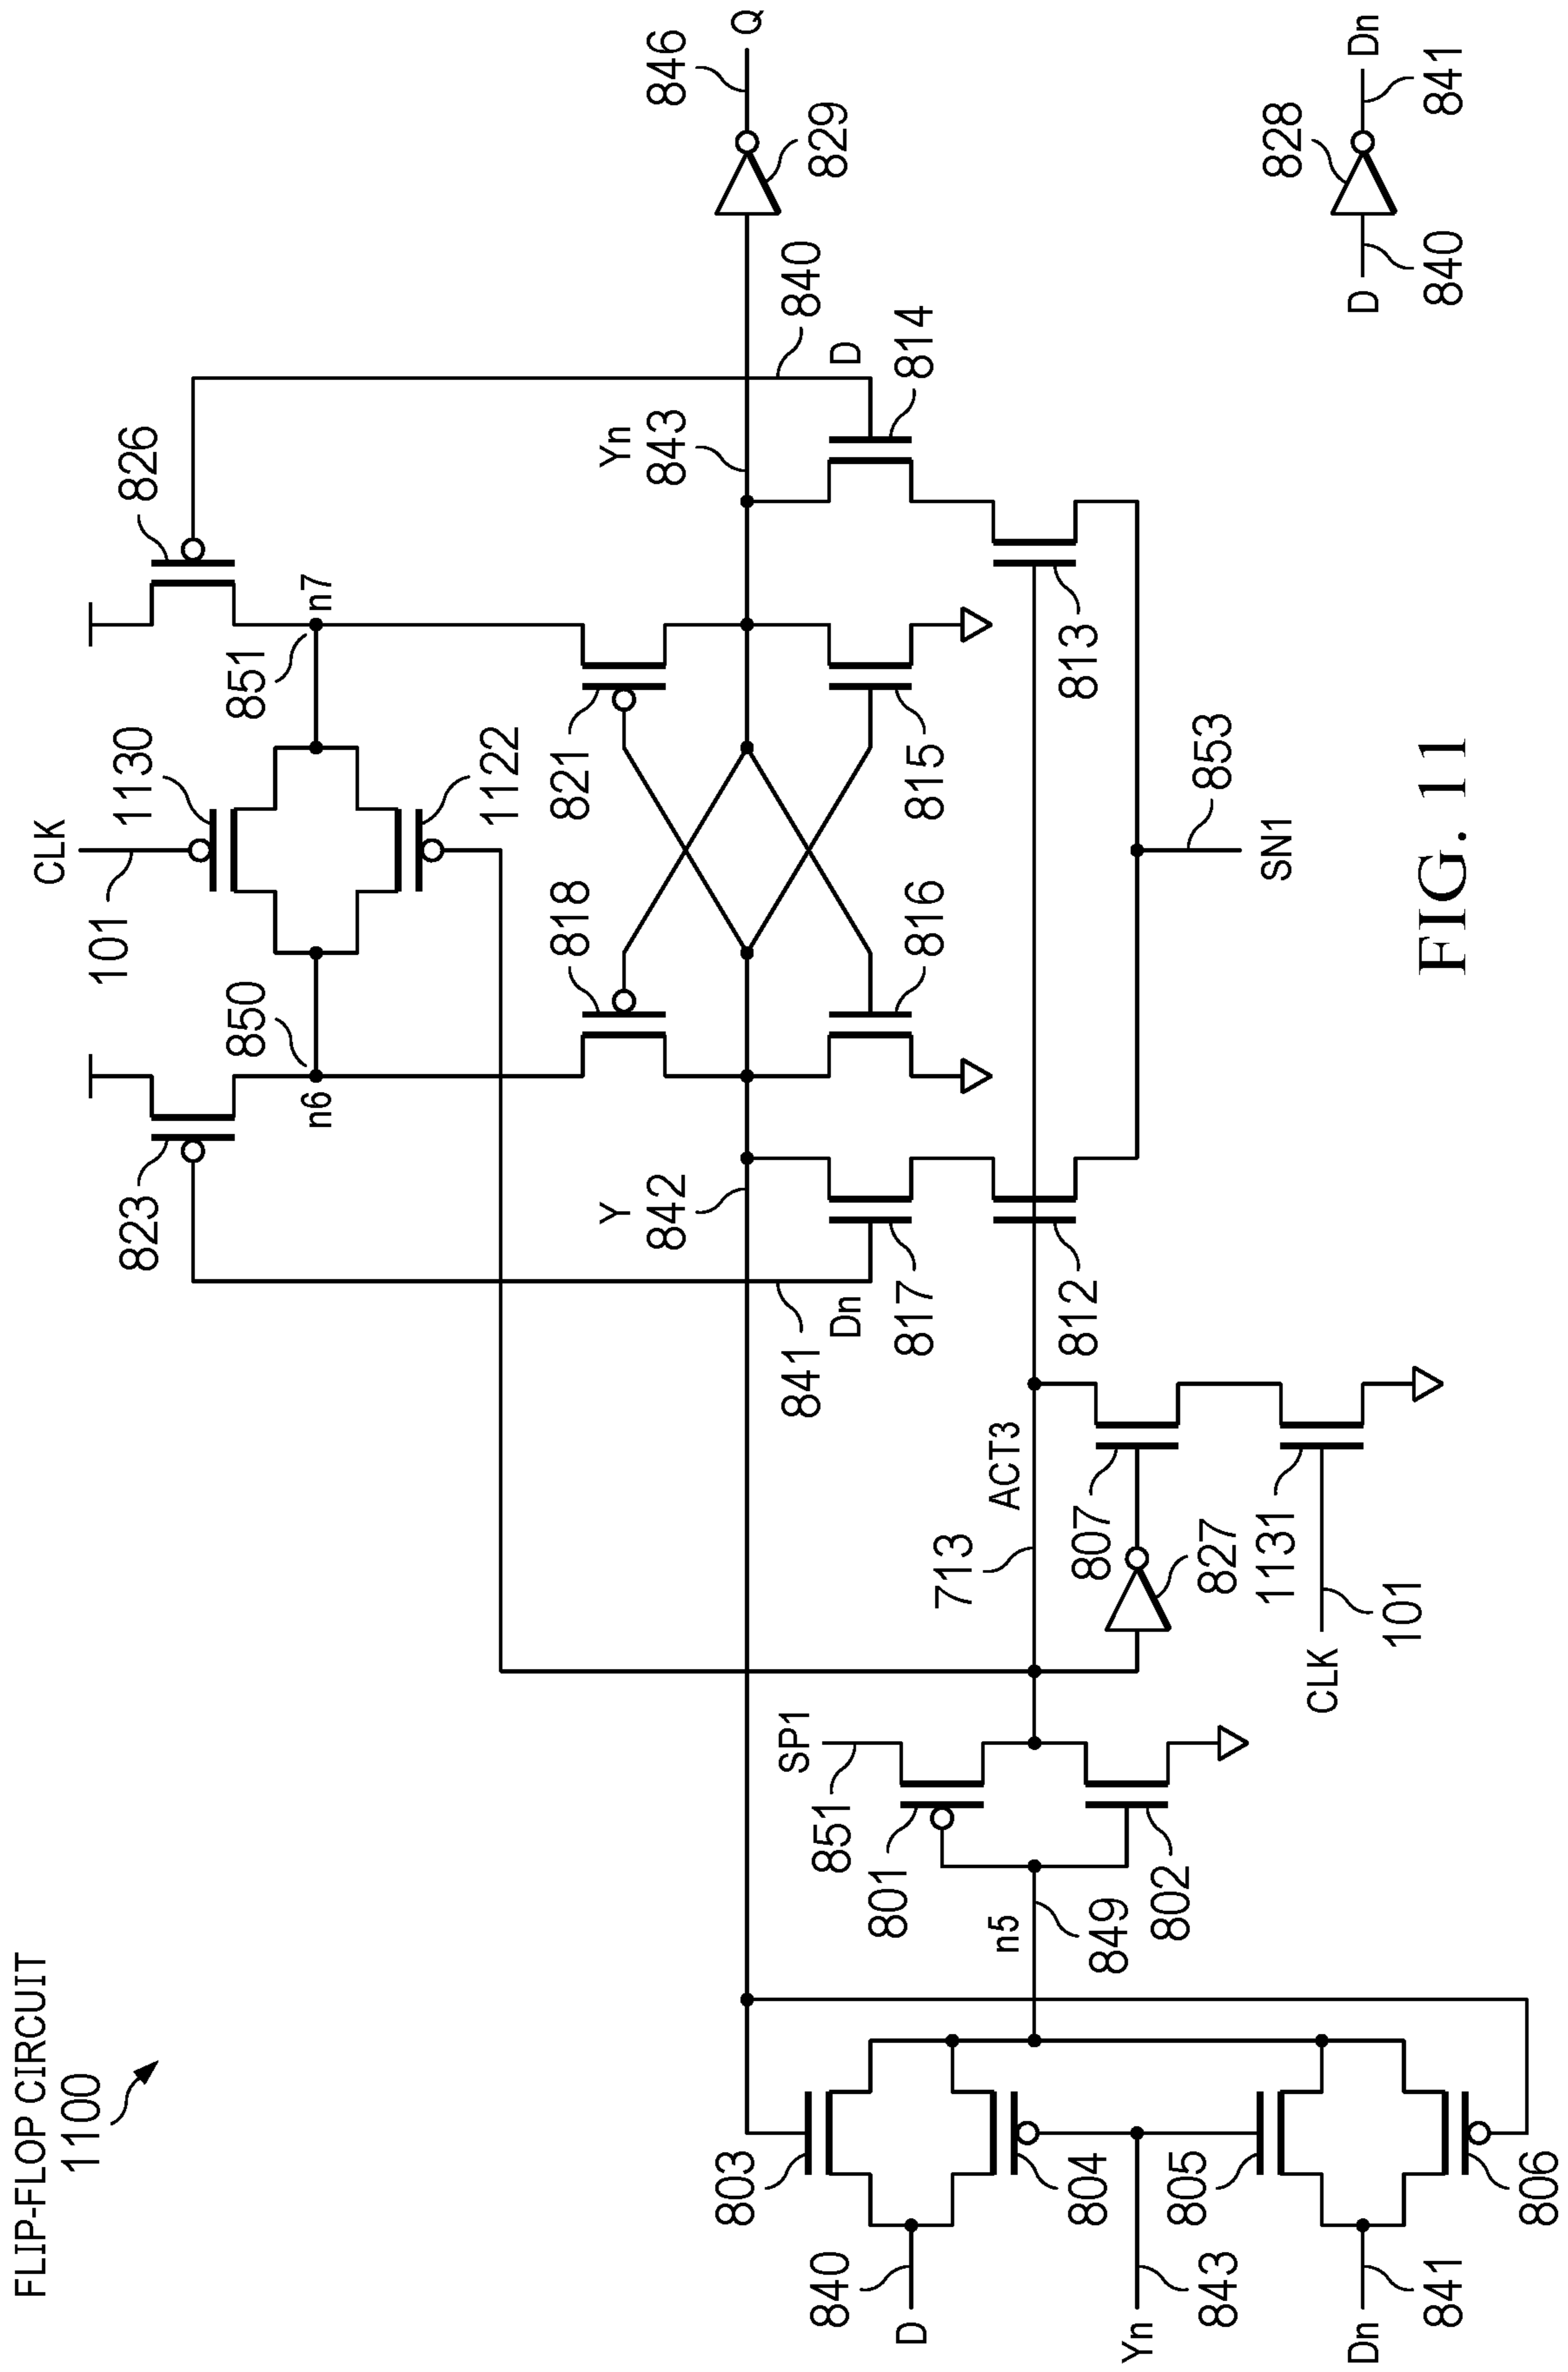 FLIP-FLOP CIRCUIT
1100
CLK
101
1130
1122
823
826
n6
850
851
n7
818
821
Y
842
Yn
843
846
Q
829
841
Dn
817
816
815
840
D
814
812
813
853
SN1
713
ACT3
807
827
1131
CLK
101
SP1
851
801
802
n5
849
803
804
805
806
840
D
843
Yn
841
Dn
828
D
840
Dn
841
FIG. 11